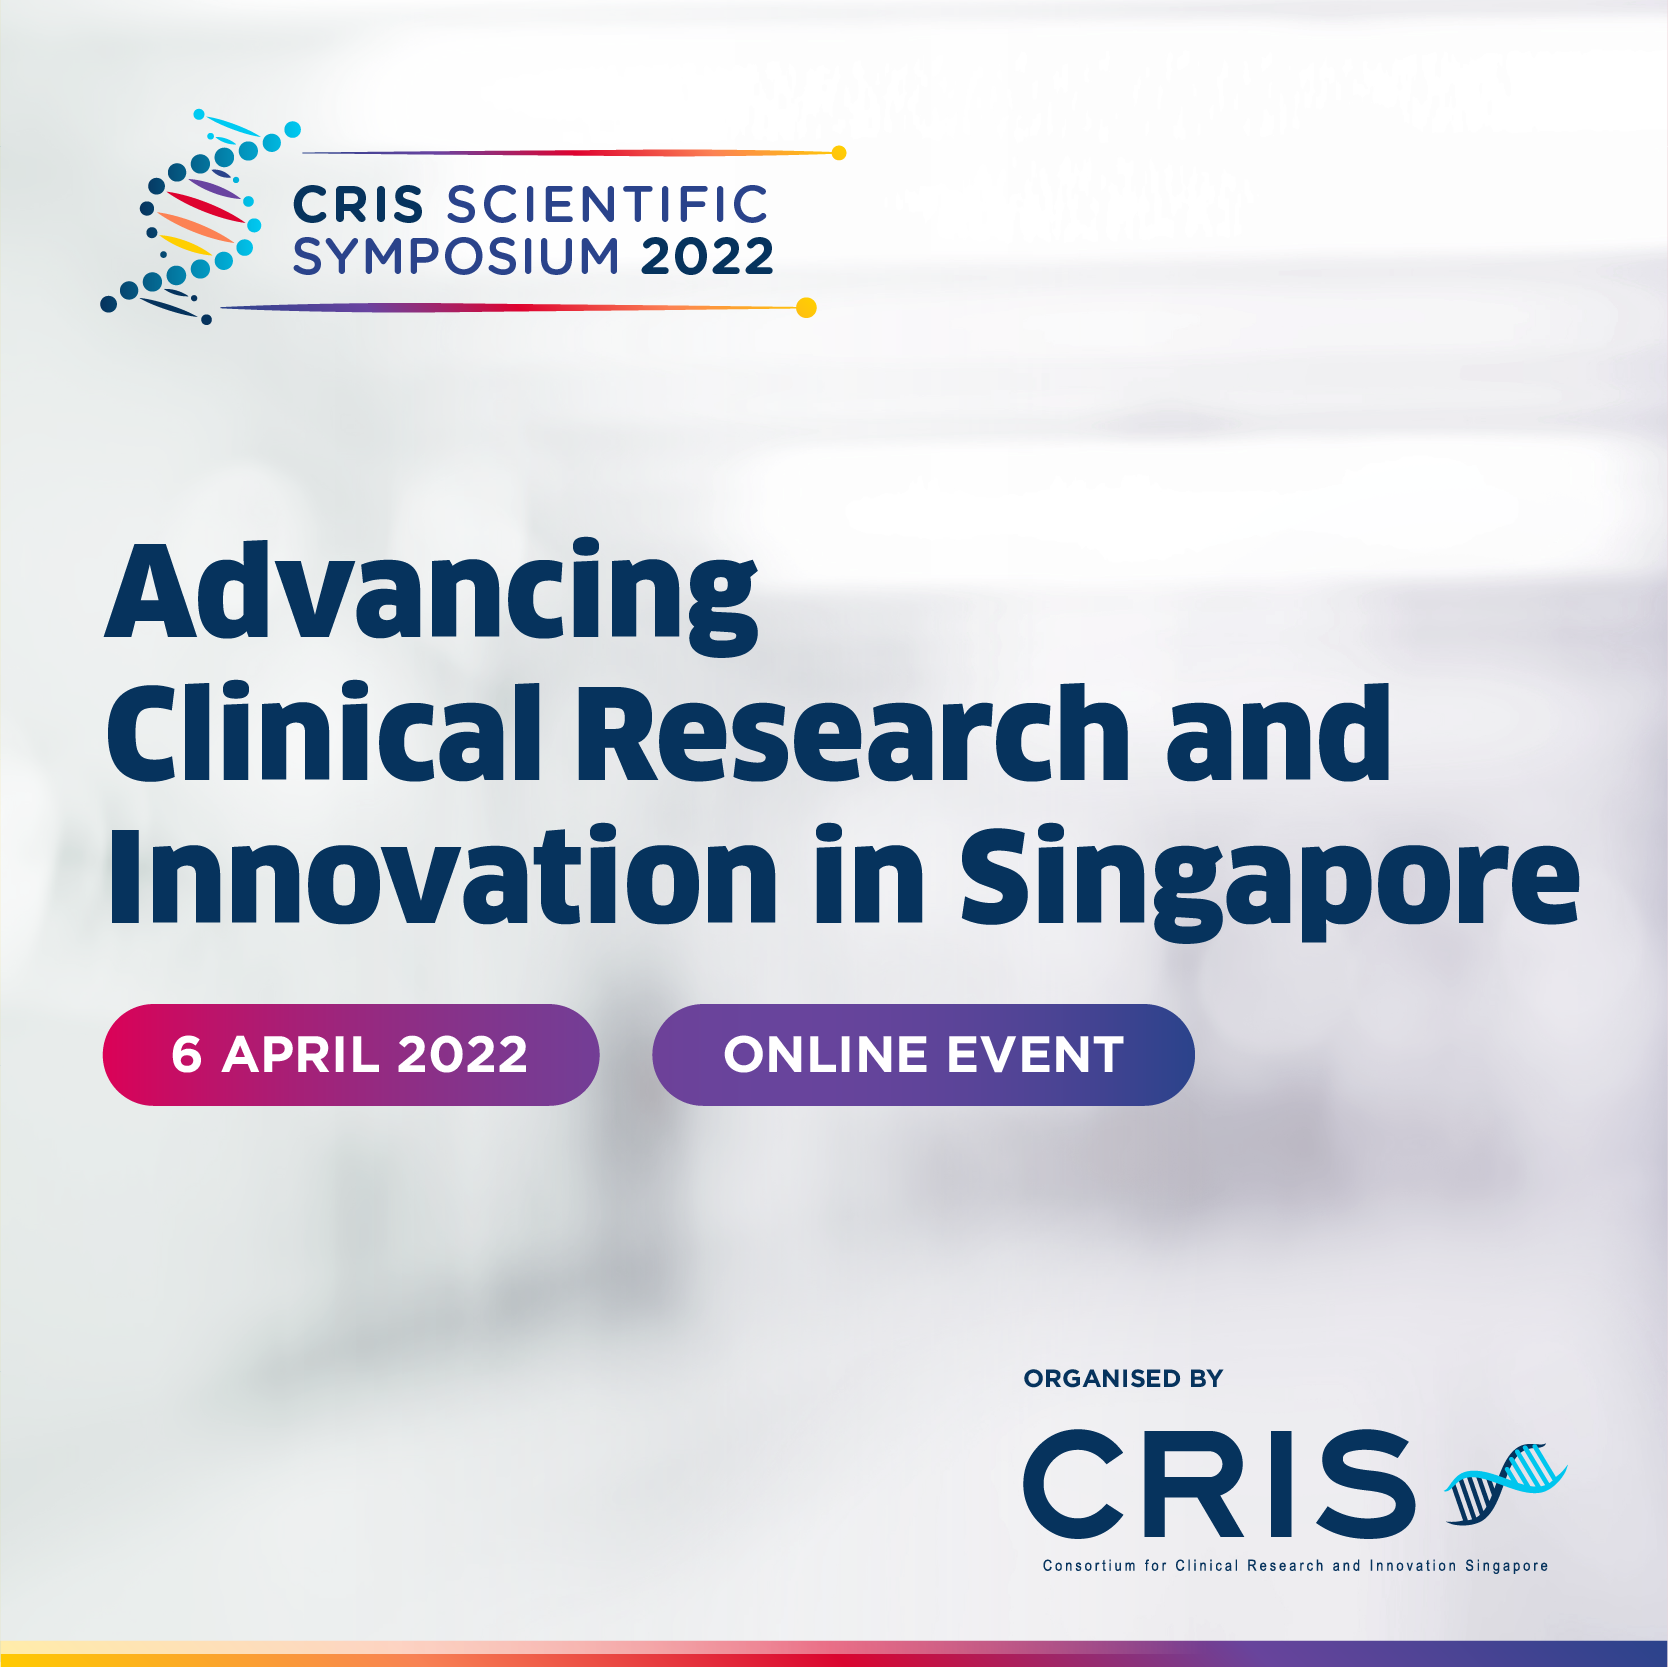 CRIS SCIENTIFIC
SYMPOSIUM 2022
Advancing
Clinical Research and
Innovation in Singapore
6 APRIL 2022
ONLINE EVENT
ORGANISED BY
CRIS
Consortium for Clinical Research and Innovation Singapore